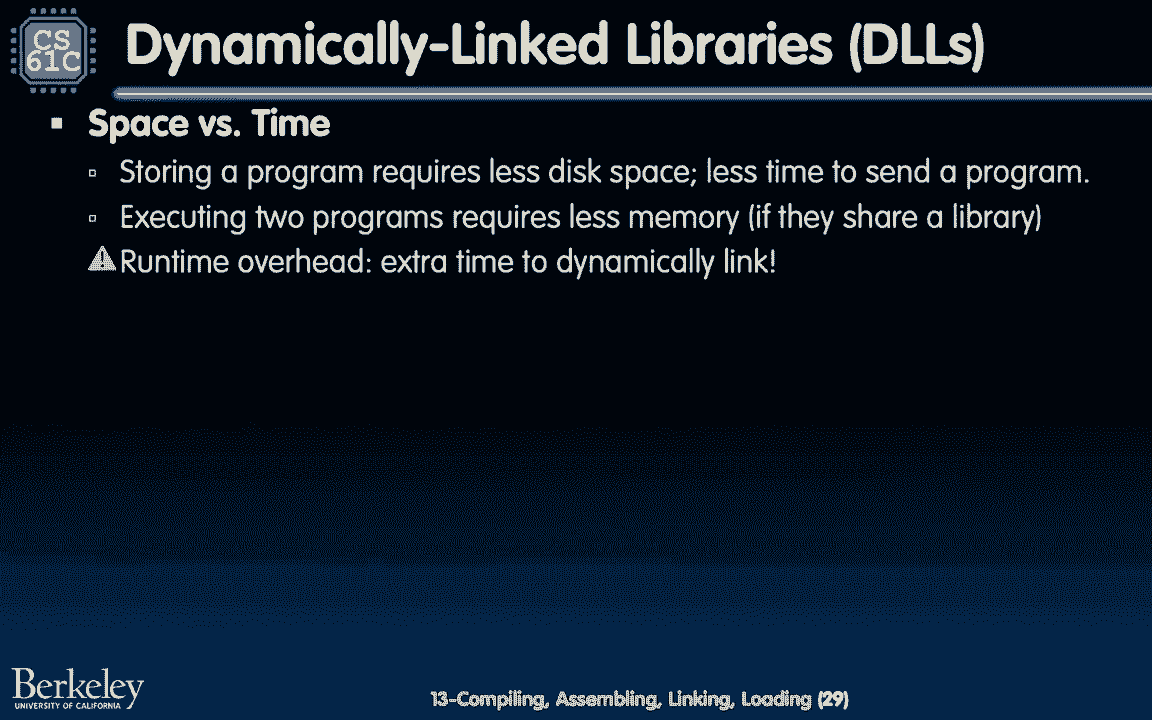 CS
61C
Dynamically-Linked Libraries (DLLs)
Space vs. Time
Storing a program requires less disk space; less time to send a program.
Executing two programs requires less memory (if they share a library)
Runtime overhead: extra time to dynamically link!
Berkeley
UNIVERSITY OF CALIFORNIA
13-Compiling, Assembling, Linking, Loading (29)